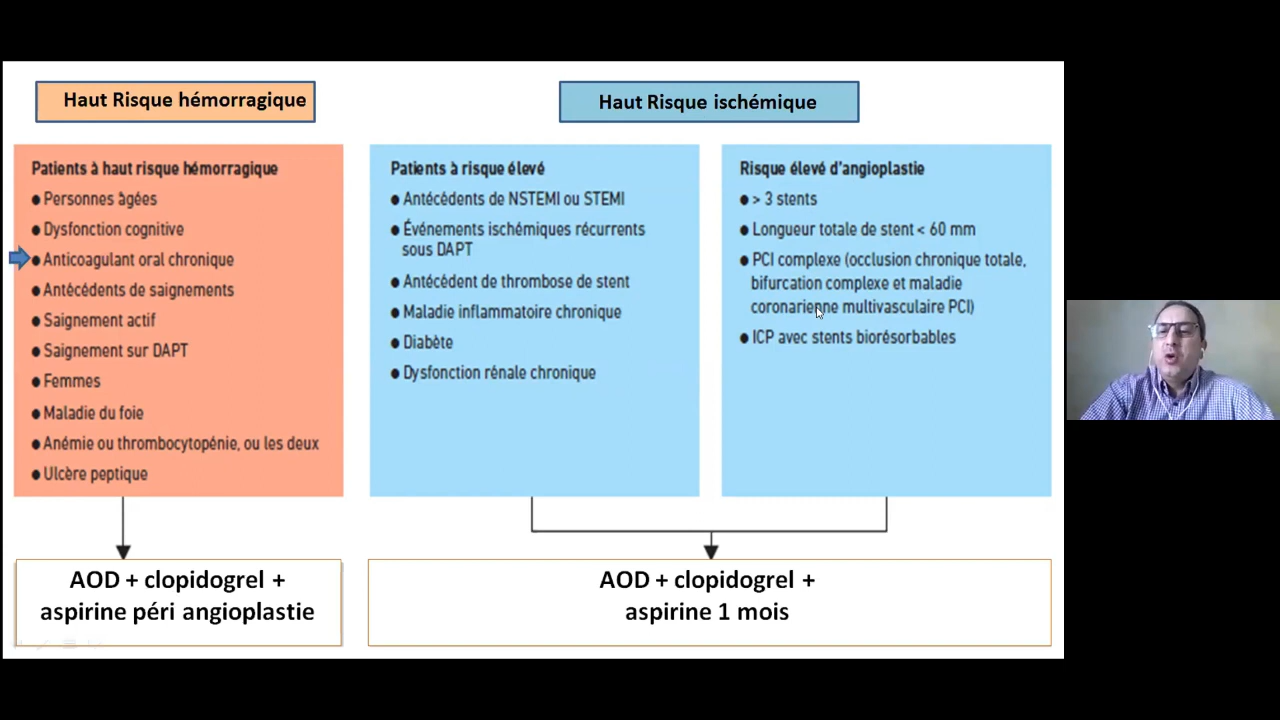 Haut Risque hémorragique
Haut Risque ischémique
Patients à haut risque hémorragique
● Personnes âgées
● Dysfonction cognitive
● Anticoagulant oral chronique
● Antécédents de saignements
● Saignement actif
● Saignement sur DAPT
● Femmes
● Maladie du foie
● Anémie ou thrombocytopénie, ou les deux
● Ulcère peptique
Patients à risque élevé
● Antécédents de NSTEMI ou STEMI
● Événements ischémiques récurrents
sous DAPT
● Antécédent de thrombose de stent
● Maladie inflammatoire chronique
● Diabète
● Dysfonction rénale chronique
Risque élevé d'angioplastie
● > 3 stents
● Longueur totale de stent < 60 mm
● PCI complexe (occlusion chronique totale,
bifurcation complexe et maladie
coronarienne multivasculaire PCI)
● ICP avec stents biorésorbables
AOD + clopidogrel +
aspirine péri angioplastie
AOD + clopidogrel +
aspirine 1 mois